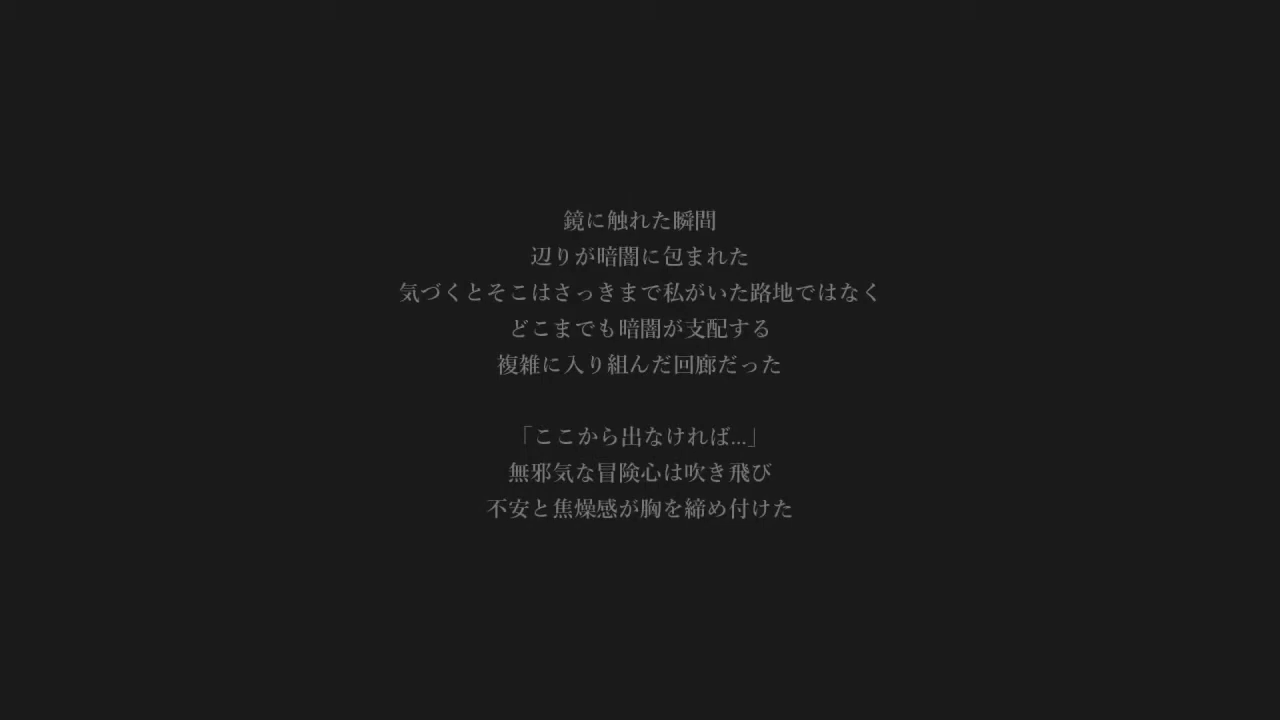 鏡に触れた瞬間
辺りが暗闇に包まれた
気づくとそこはさっきまで私がいた路地ではなく
どこまでも暗闇が支配する
複雑に入り組んだ回廊だった
「ここから出なければ...」
無邪気な冒険心は吹き飛び
不安と焦燥感が胸を締め付けた